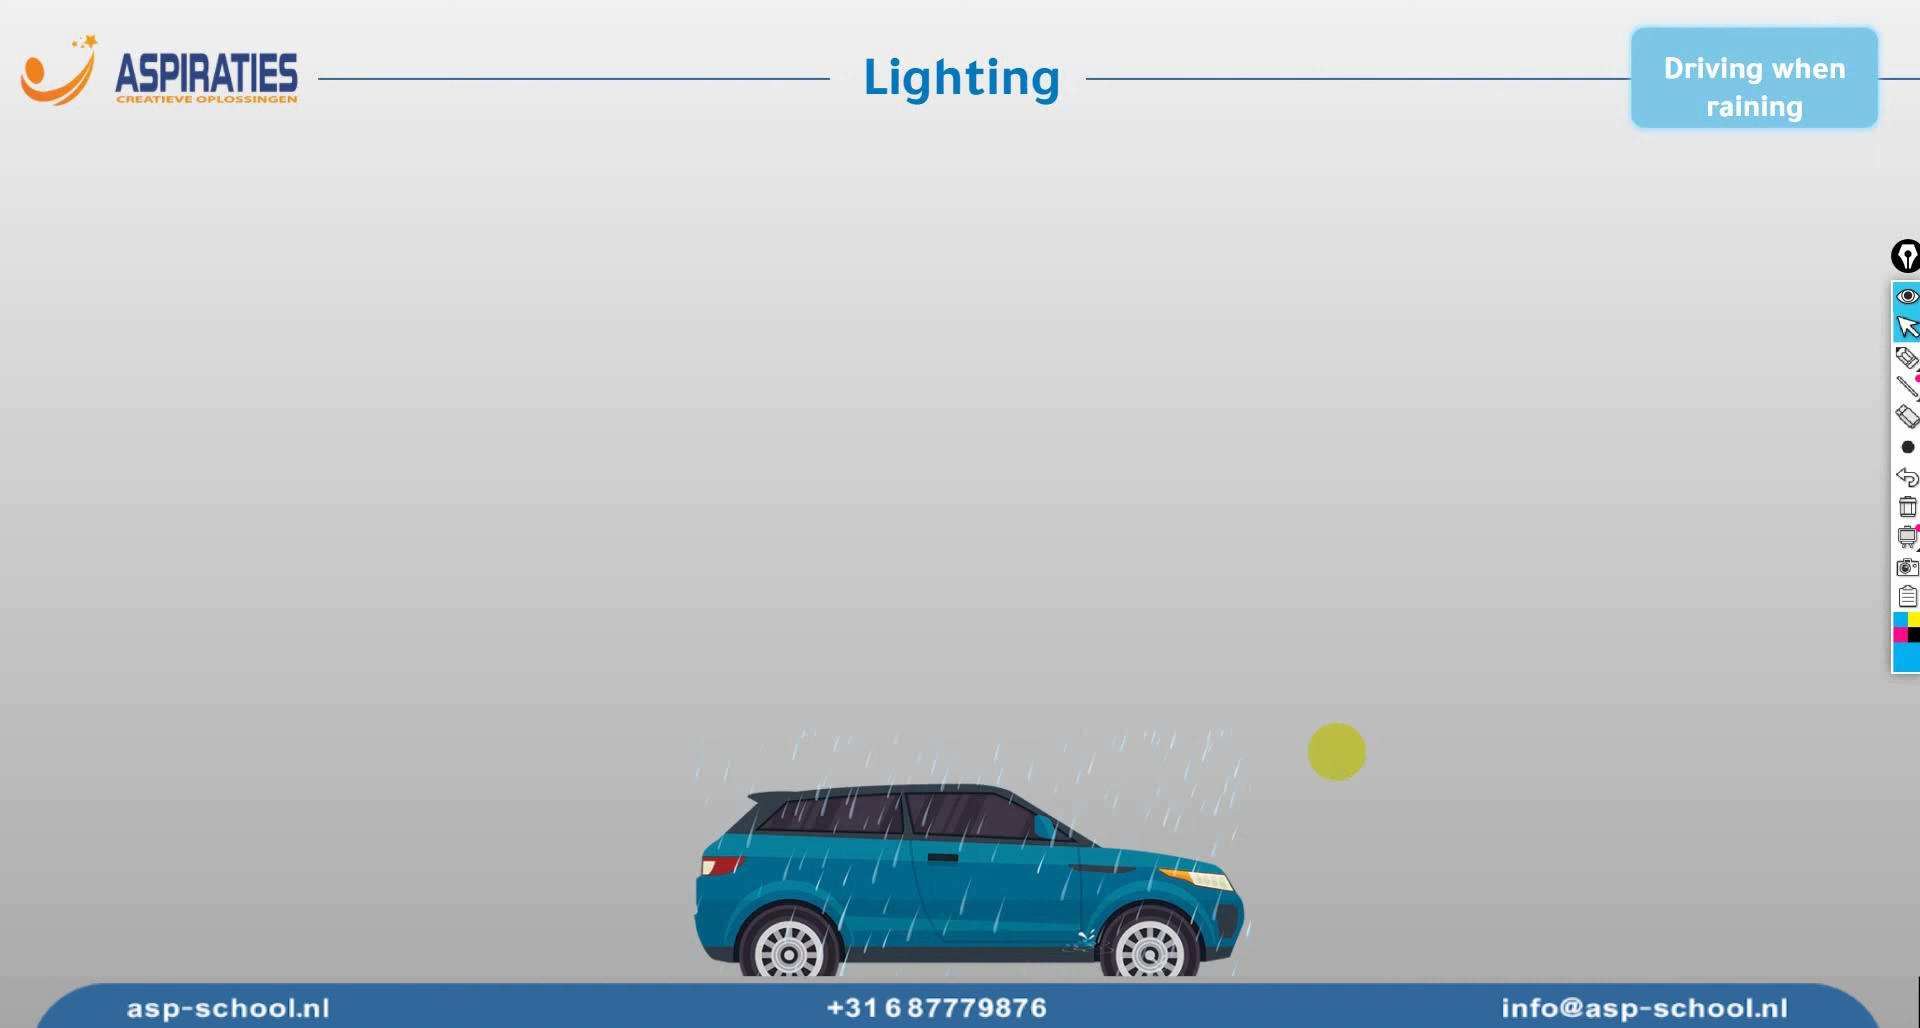 ASPIRATIES
CREATIEVE OPLOSSINGEN
Lighting
Driving when
raining
asp-school.nl
+31 6 87779876
info@asp-school.nl